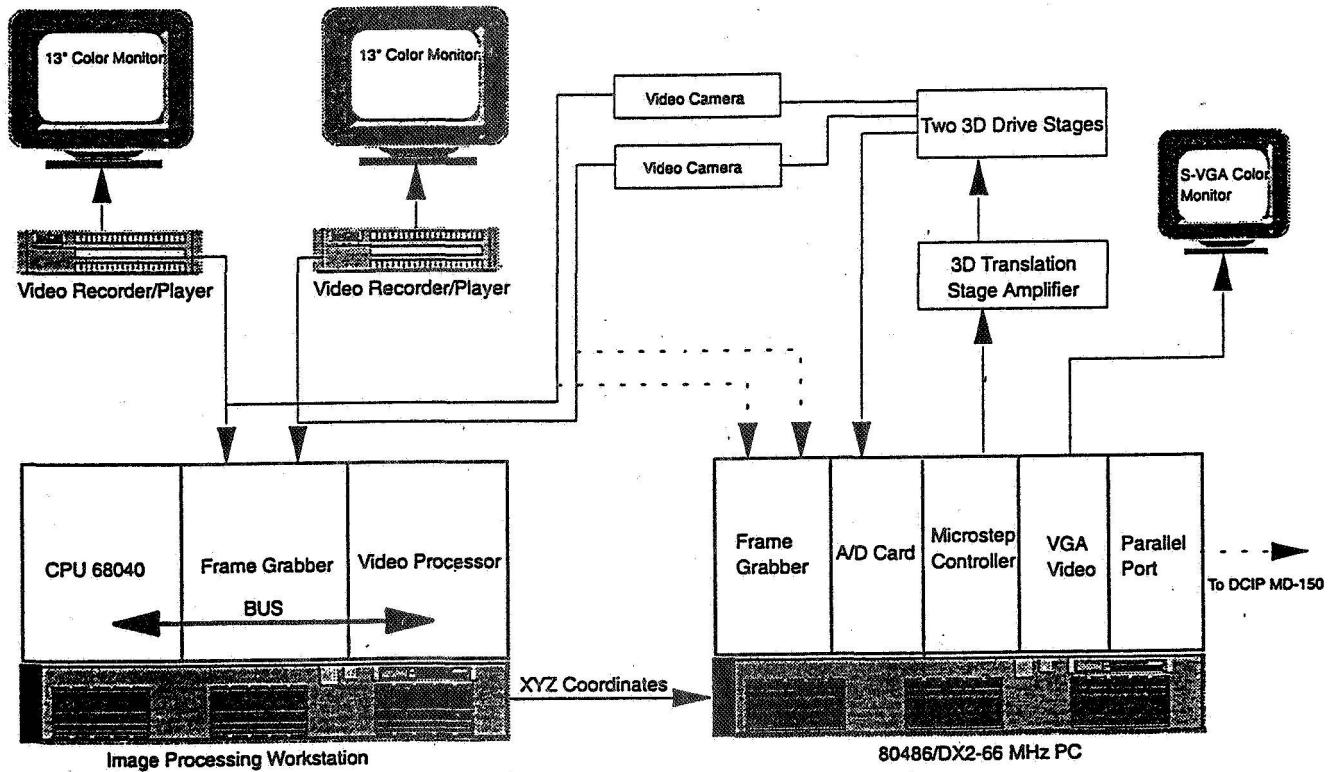 13" Color Monitor
13" Color Monitor
Video Camera
Two 3D Drive Stages
Video Camera
S-VGA Color
Monitor
Video Recorder/Player
Video Recorder/Player
3D Translation
Stage Amplifier
CPU 68040
Frame Grabber
Video Processor
BUS
Frame
Grabber
A/D Card
Microstep
Controller
VGA
Video
Parallel
Port
To DCIP MD-150
XYZ Coordinates
Image Processing Workstation
80486/DX2-66 MHz PC